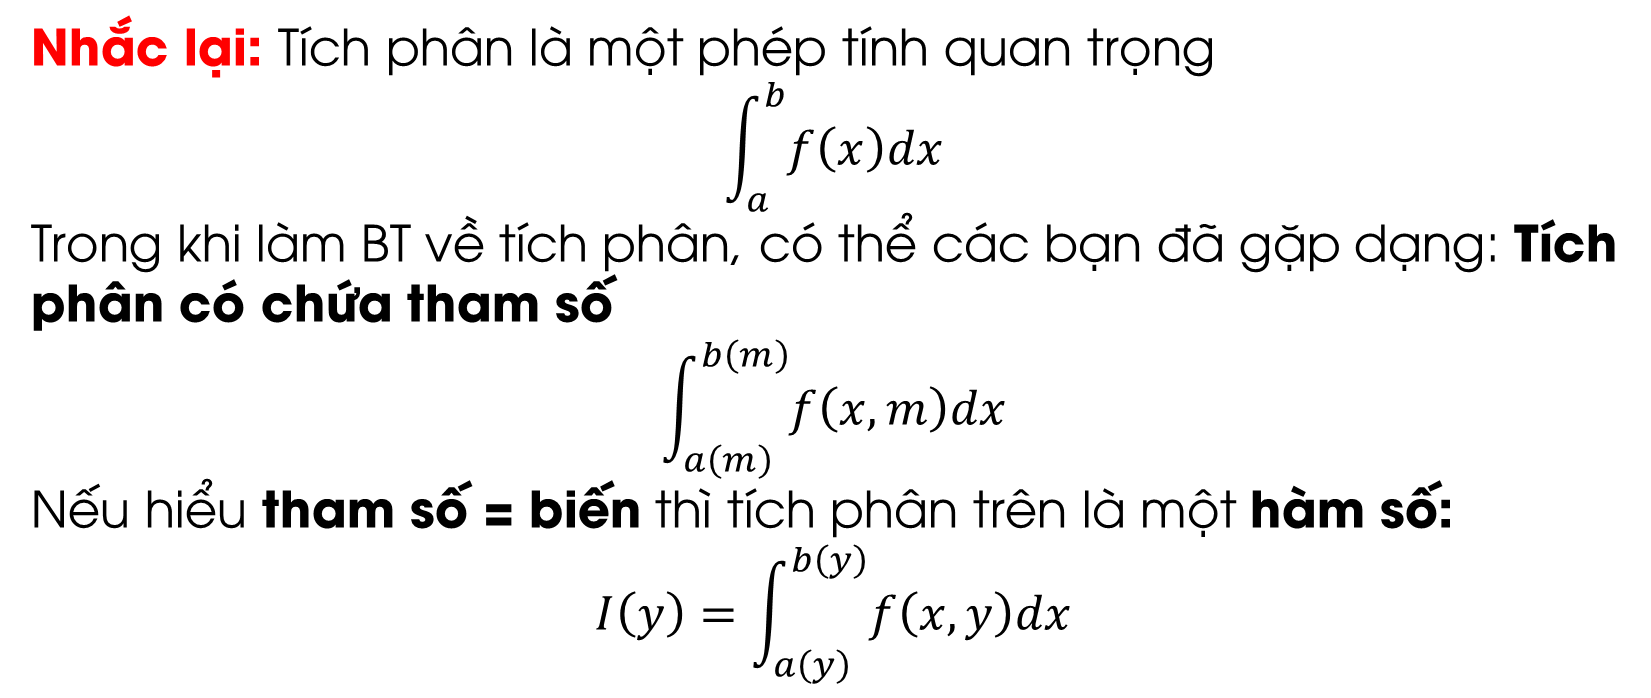 Nhắc lại: Tích phân là một phép tính quan trọng
∫_a^b f(x)dx
Trong khi làm BT về tích phân, có thể các bạn đã gặp dạng: Tích
phân có chứa tham số
∫_{a(m)}^{b(m)} f(x,m)dx
Nếu hiểu tham số = biến thì tích phân trên là một hàm số:
I(y) = ∫_{a(y)}^{b(y)} f(x,y)dx